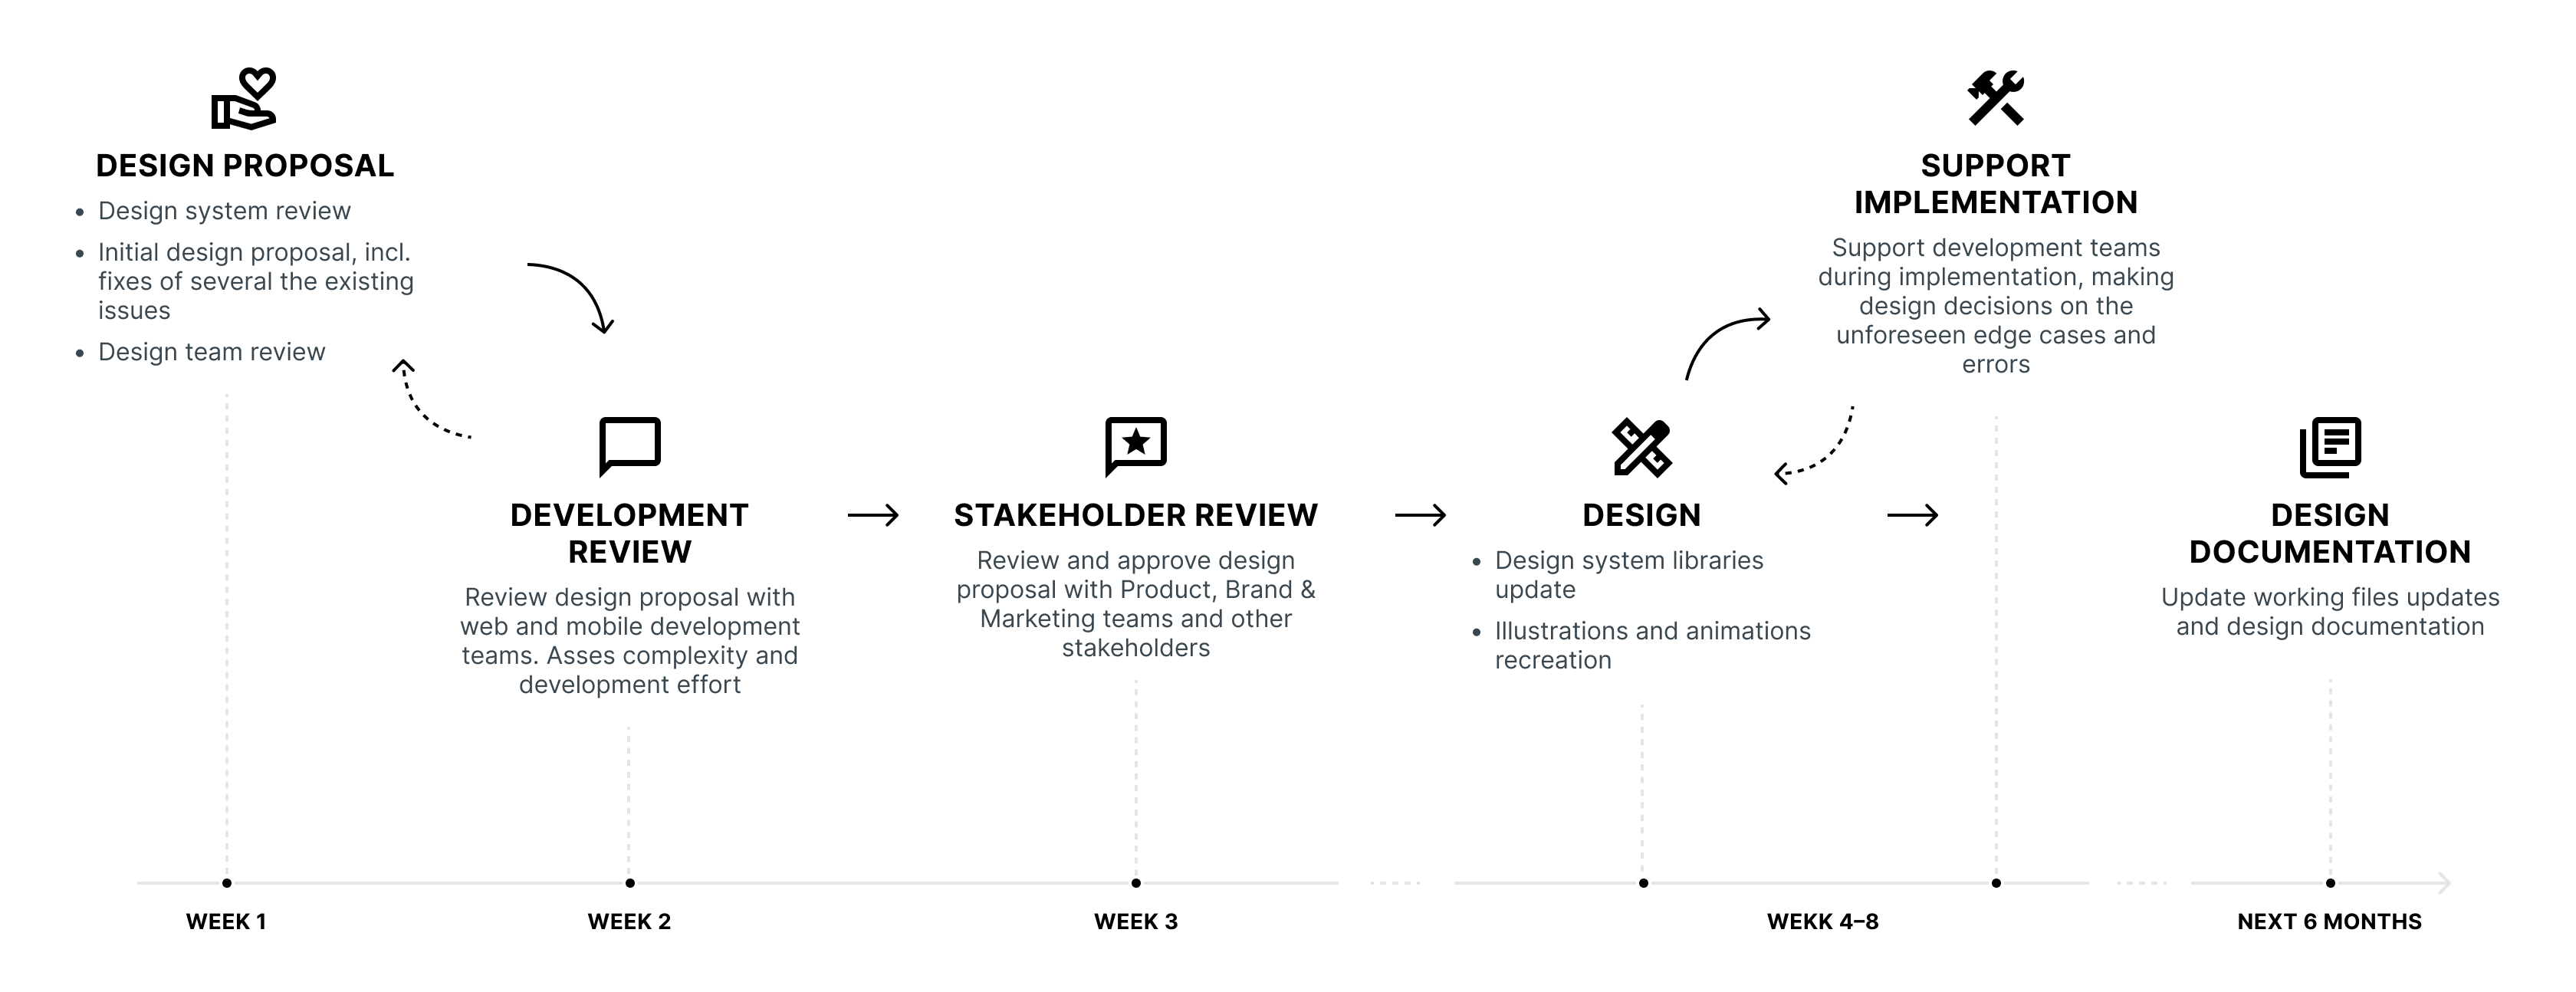 DESIGN PROPOSAL
• Design system review
• Initial design proposal, incl.
fixes of several the existing
issues
• Design team review
DEVELOPMENT
REVIEW
Review design proposal with
web and mobile development
teams. Asses complexity and
development effort
STAKEHOLDER REVIEW
Review and approve design
proposal with Product, Brand &
Marketing teams and other
stakeholders
DESIGN
• Design system libraries
update
• Illustrations and animations
recreation
SUPPORT
IMPLEMENTATION
Support development teams
during implementation, making
design decisions on the
unforeseen edge cases and
errors
DESIGN
DOCUMENTATION
Update working files updates
and design documentation
WEEK 1
WEEK 2
WEEK 3
WEKK 4–8
NEXT 6 MONTHS